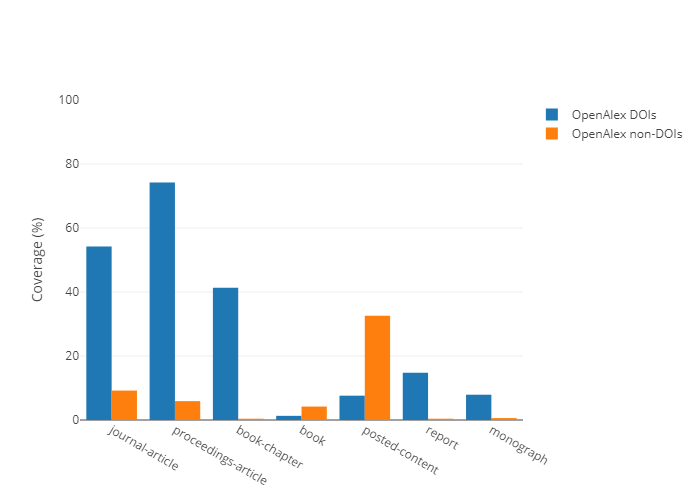 100
80
60
40
20
0
Coverage (%)
journal-article
proceedings-article
book-chapter
book
posted-content
report
monograph
OpenAlex DOIs
OpenAlex non-DOIs